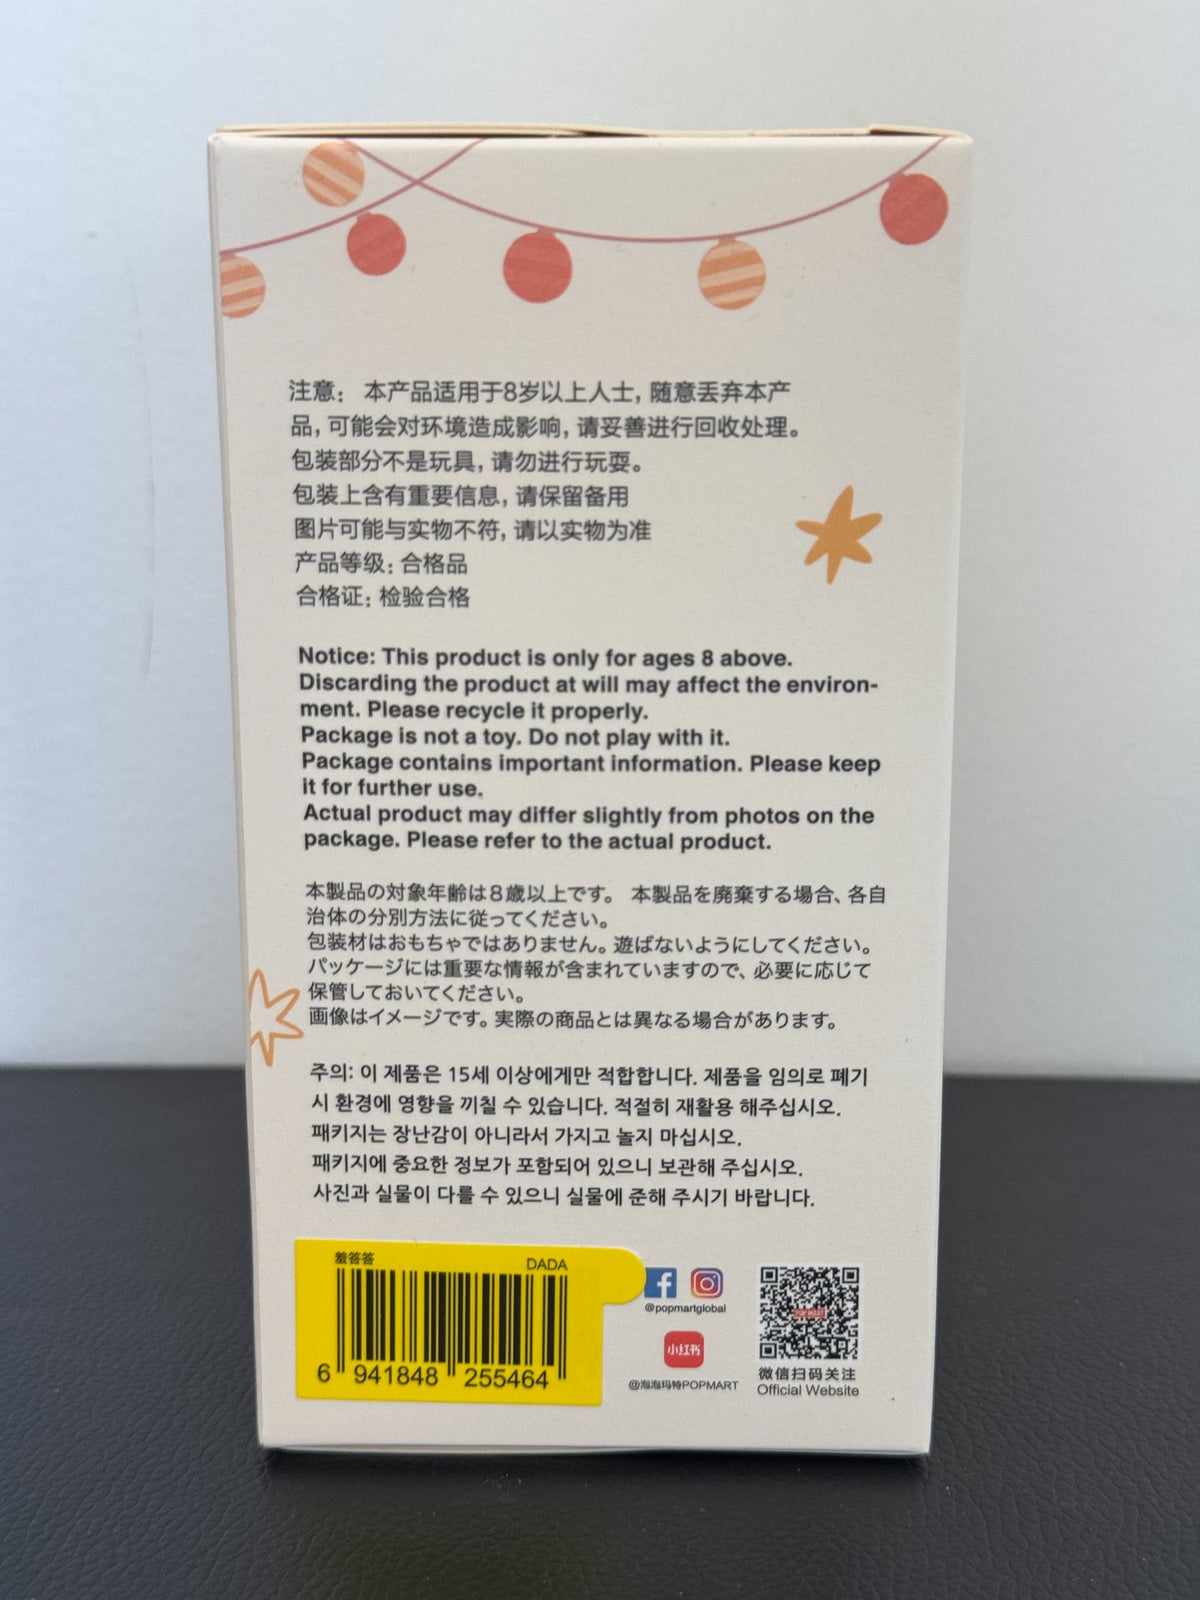 注意： 本产品适用于8岁以上人士，随意丢弃本产
品，可能会对环境造成影响，请妥善进行回收处理。
包装部分不是玩具，请勿进行玩耍。
包装上含有重要信息，请保留备用
图片可能与实物不符，请以实物为准
产品等级：合格品
合格证：检验合格
Notice: This product is only for ages 8 above.
Discarding the product at will may affect the environ-
ment. Please recycle it properly.
Package is not a toy. Do not play with it.
Package contains important information. Please keep
it for further use.
Actual product may differ slightly from photos on the
package. Please refer to the actual product.
本製品の対象年齢は8歳以上です。 本製品を廃棄する場合、各自
治体の分別方法に従ってください。
包装材はおもちゃではありません。遊ばないようにしてください。
パッケージには重要な情報が含まれていますので、必要に応じて
保管しておいてください。
画像はイメージです。実際の商品とは異なる場合があります。
주의: 이 제품은 15세 이상에게만 적합합니다. 제품을 임의로 폐기
시 환경에 영향을 끼칠 수 있습니다. 적절히 재활용 해주십시오.
패키지는 장난감이 아니라서 가지고 놀지 마십시오.
패키지에 중요한 정보가 포함되어 있으니 보관해 주십시오.
사진과 실물이 다를 수 있으니 실물에 준해 주시기 바랍니다.
羞答答 DADA
6 941848 255464
@popmartglobal
小红书
@泡泡玛特POPMART
POP MART
微信扫码关注
Official Website